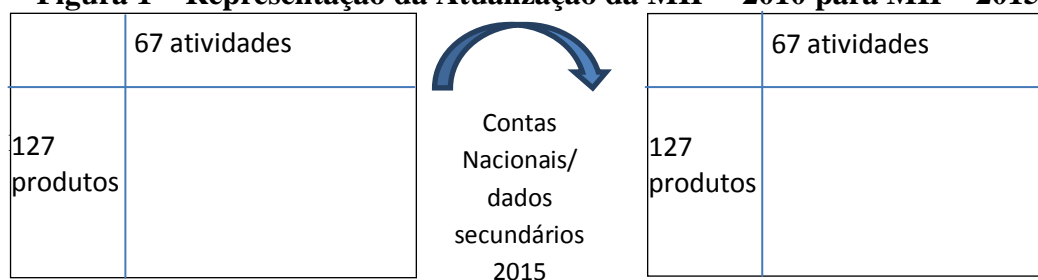 Figura 1 – Representação da Atualização da MIP – 2010 para MIP – 2015
67 atividades
127
produtos
Contas
Nacionais/
dados
secundários
2015
67 atividades
127
produtos